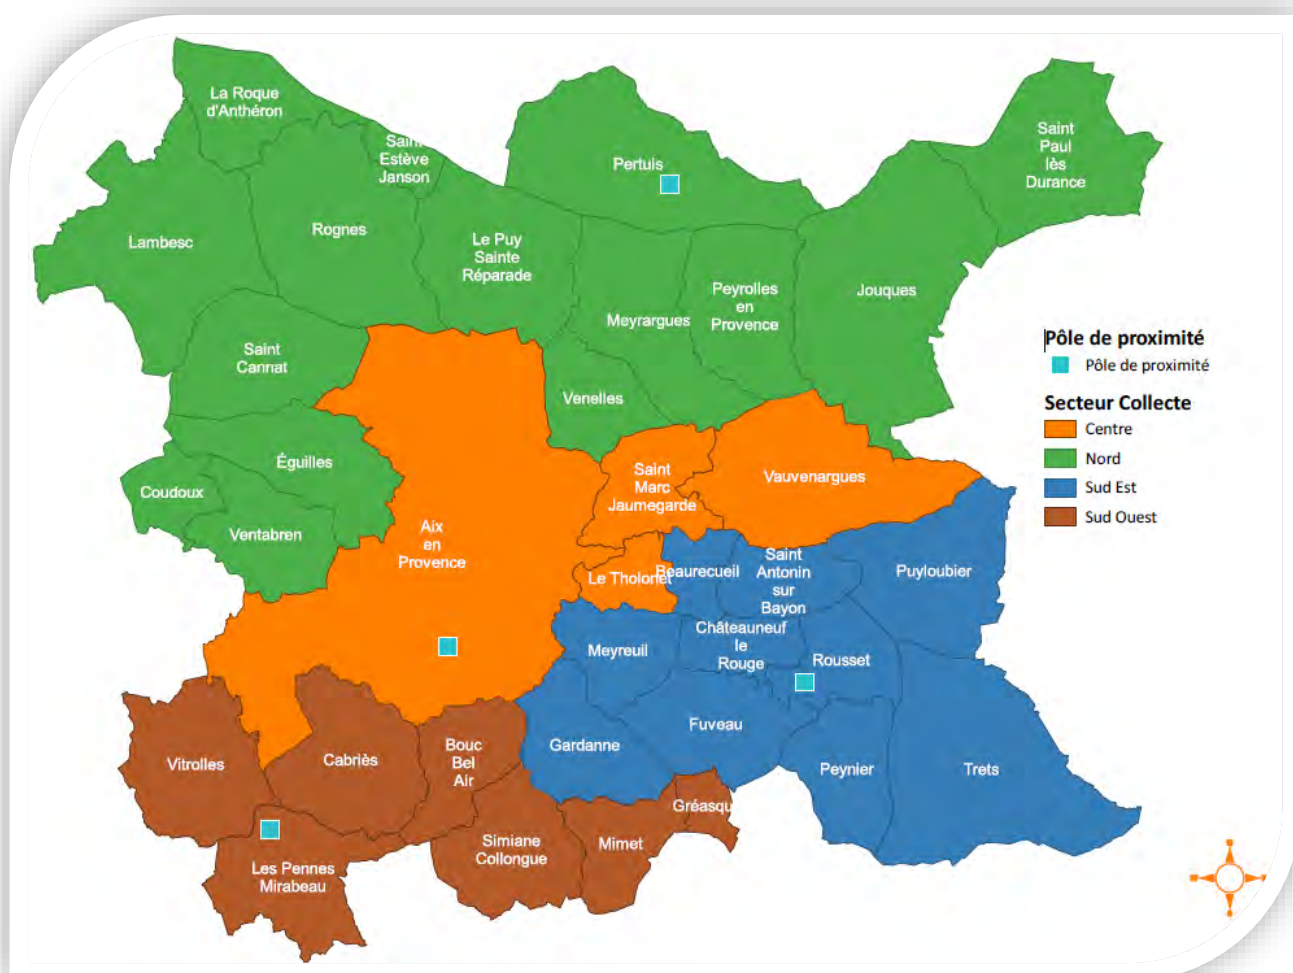 La Roque
d'Anthéron
Saint
Estève
Janson
Pertuis
Saint
Paul
lès
Durance
Lambesc
Rognes
Le Puy
Sainte
Réparade
Meyrargues
Peyrolles
en
Provence
Jouques
Saint
Cannat
Venelles
Pôle de proximité
Pôle de proximité
Secteur Collecte
Centre
Nord
Sud Est
Sud Ouest
Éguilles
Coudoux
Ventabren
Aix
en
Provence
Saint
Marc
Jaumegarde
Vauvenargues
Le Tholonet
Beaurecueil
Saint
Antonin
sur
Bayon
Puyloubier
Meyreuil
Châteauneuf
le
Rouge
Rousset
Fuveau
Gardanne
Peynier
Trets
Vitrolles
Cabriès
Bouc
Bel
Air
Gréasqu
Simiane
Collongue
Mimet
Les Pennes
Mirabeau